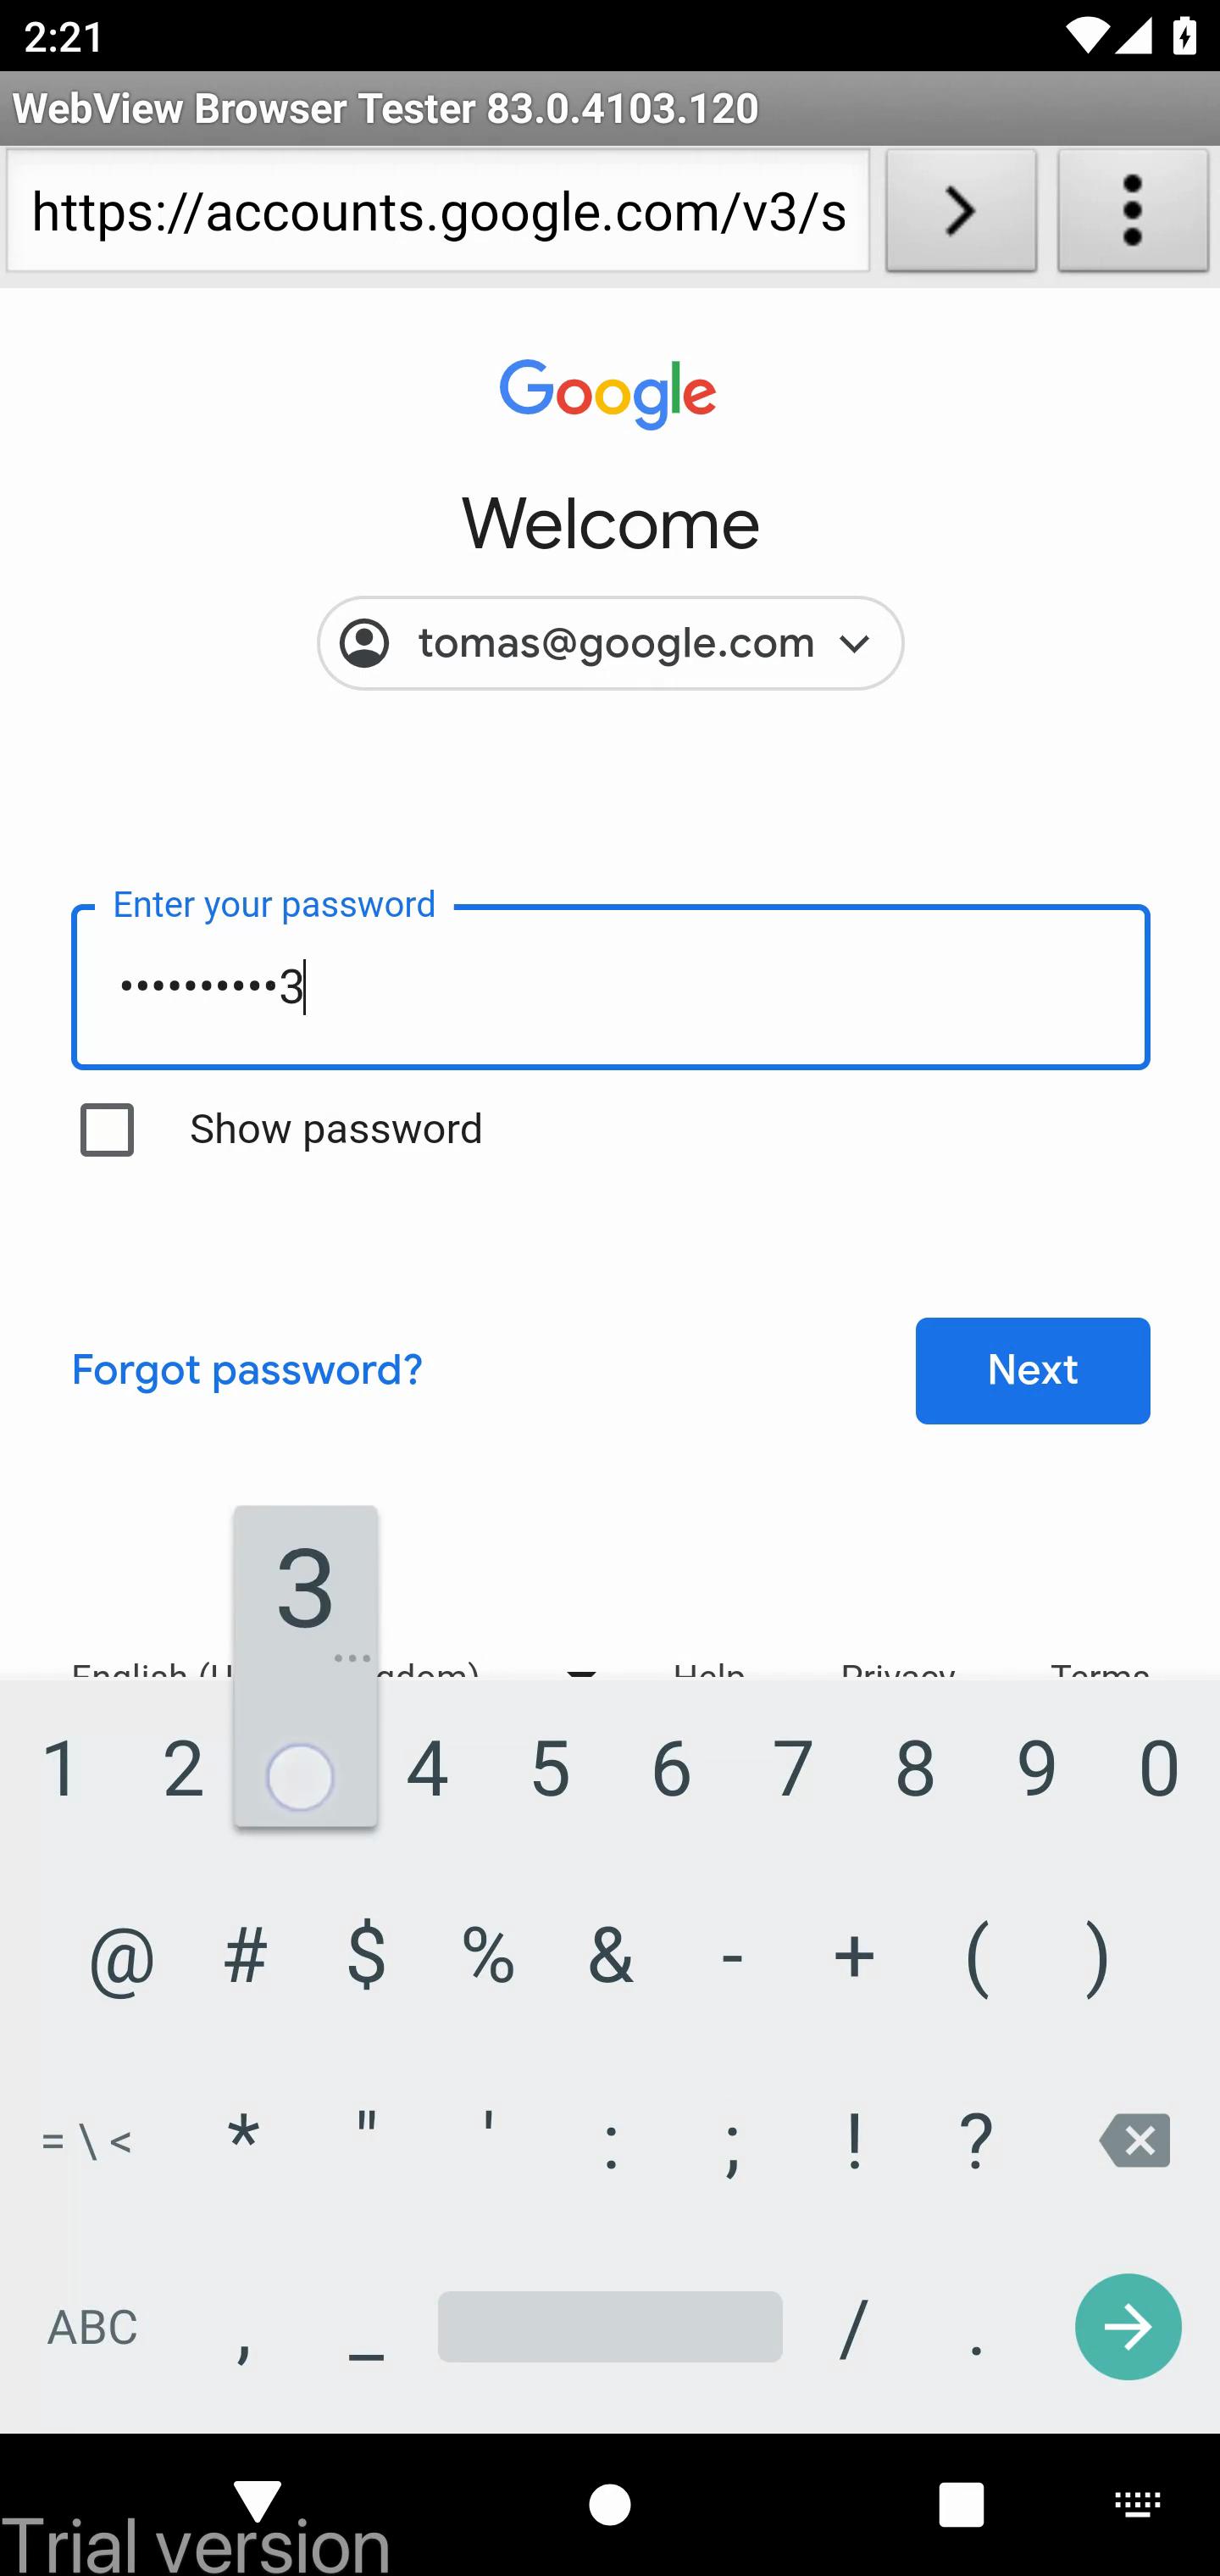 2:21
WebView Browser Tester 83.0.4103.120
https://accounts.google.com/v3/s
Google
Welcome
tomas@google.com
Enter your password
••••••••••3
Show password
Forgot password?
Next
3
...
English (U gdom) Help Privacy Terms
1 2 4 5 6 7 8 9 0
@ # $ % & - + ( )
= \ < * " ' : ; ! ?
ABC , _ / .
Trial version